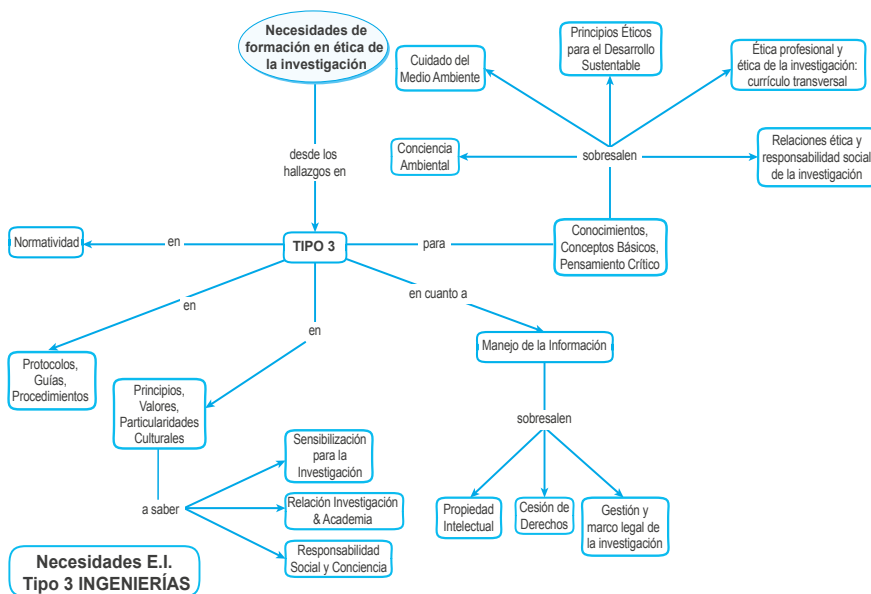 Necesidades de
formación en ética de
la investigación
Cuidado del
Medio Ambiente
Principios Éticos
para el Desarrollo
Sustentable
Ética profesional y
ética de la investigación:
currículo transversal
desde los
hallazgos en
Conciencia
Ambiental
sobresalen
Relaciones ética y
responsabilidad social
de la investigación
Normatividad
en
TIPO 3
para
Conocimientos,
Conceptos Básicos,
Pensamiento Crítico
en
en
en cuanto a
Protocolos,
Guías,
Procedimientos
Principios,
Valores,
Particularidades
Culturales
Manejo de la Información
sobresalen
a saber
Sensibilización
para la
Investigación
Relación Investigación
& Academia
Responsabilidad
Social y Conciencia
Propiedad
Intelectual
Cesión de
Derechos
Gestión y
marco legal de
la investigación
Necesidades E.I.
Tipo 3 INGENIERÍAS